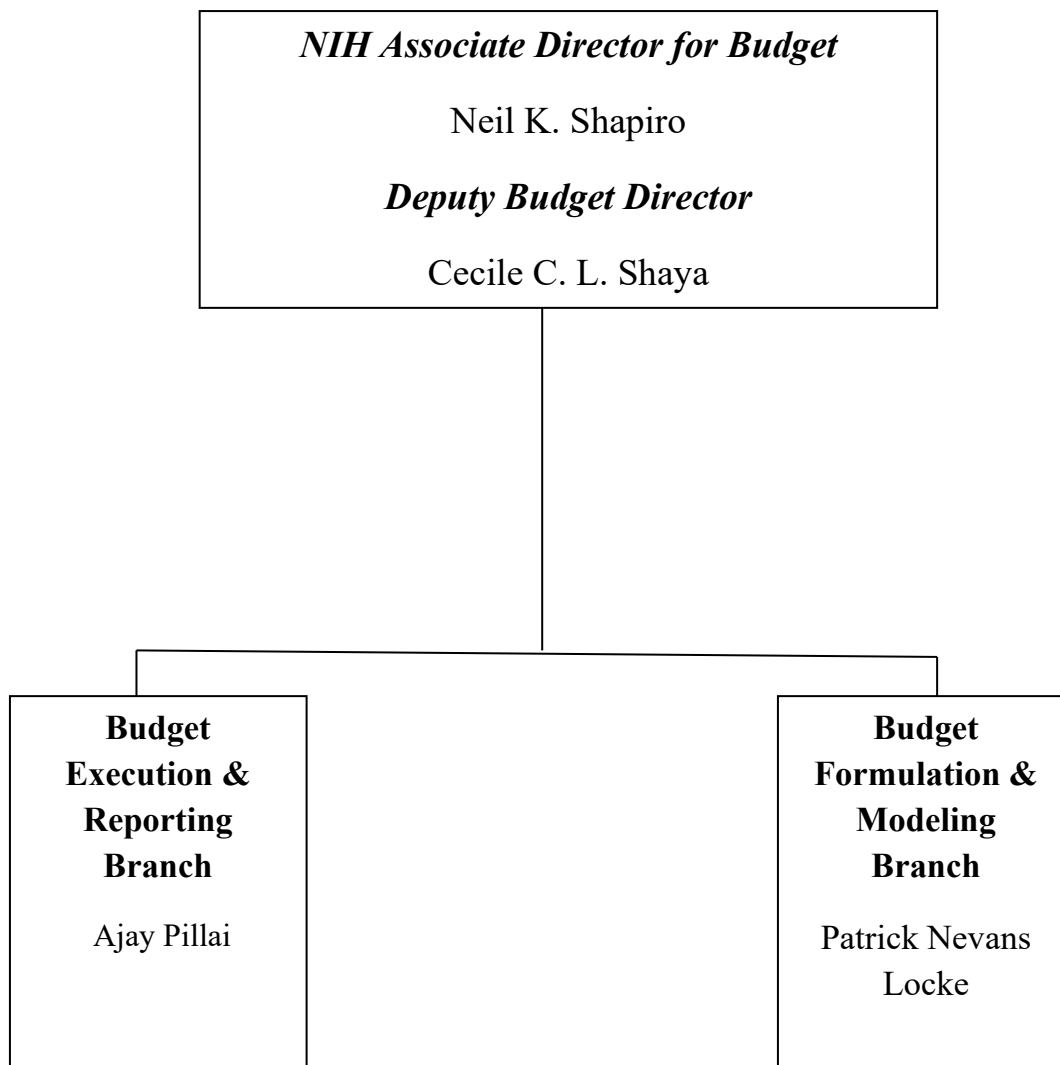 NIH Associate Director for Budget
Neil K. Shapiro
Deputy Budget Director
Cecile C. L. Shaya
Budget
Execution &
Reporting
Branch
Ajay Pillai
Budget
Formulation &
Modeling
Branch
Patrick Nevans
Locke